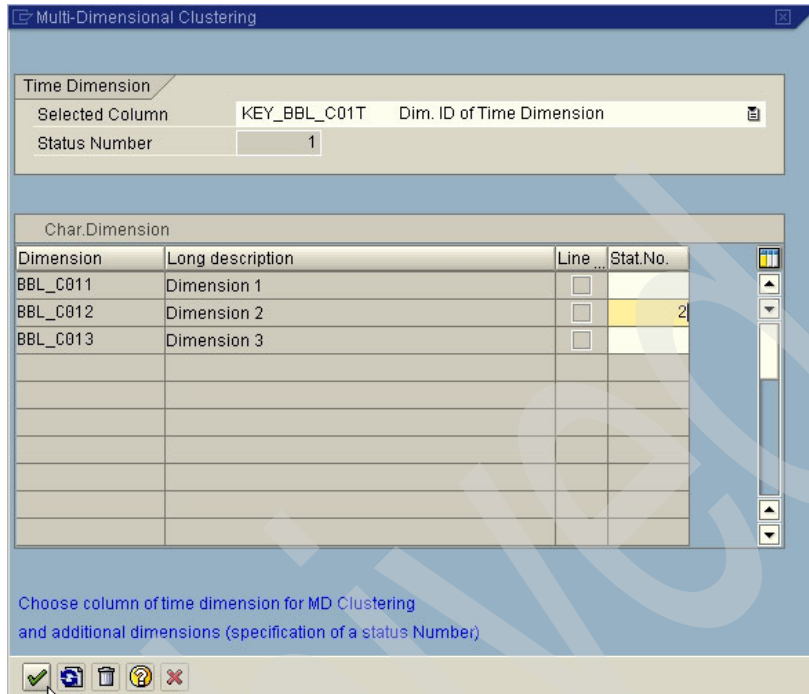 Multi-Dimensional Clustering
Time Dimension
Selected Column KEY_BBL_C01T Dim. ID of Time Dimension
Status Number 1
Char.Dimension
Dimension Long description Line ... Stat.No.
BBL_C011 Dimension 1
BBL_C012 Dimension 2 2
BBL_C013 Dimension 3
Choose column of time dimension for MD Clustering
and additional dimensions (specification of a status Number)